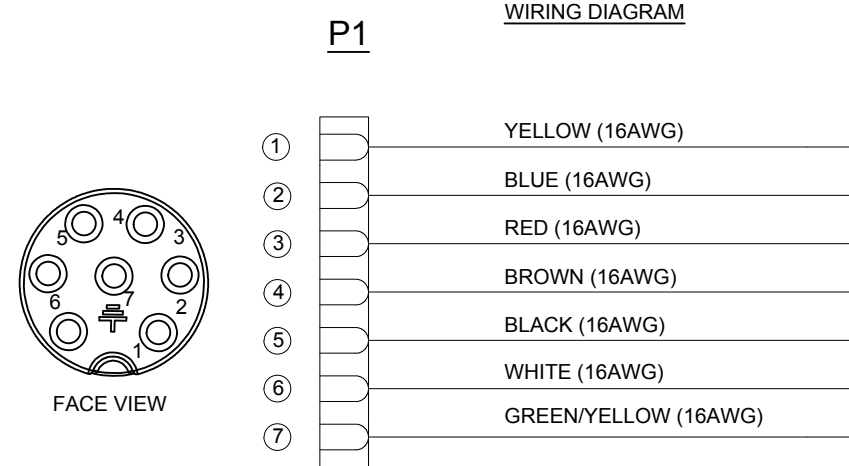 WIRING DIAGRAM
P1
1 YELLOW (16AWG)
2 BLUE (16AWG)
3 RED (16AWG)
4 BROWN (16AWG)
5 BLACK (16AWG)
6 WHITE (16AWG)
7 GREEN/YELLOW (16AWG)
5 4 3
6 7 2
1
FACE VIEW